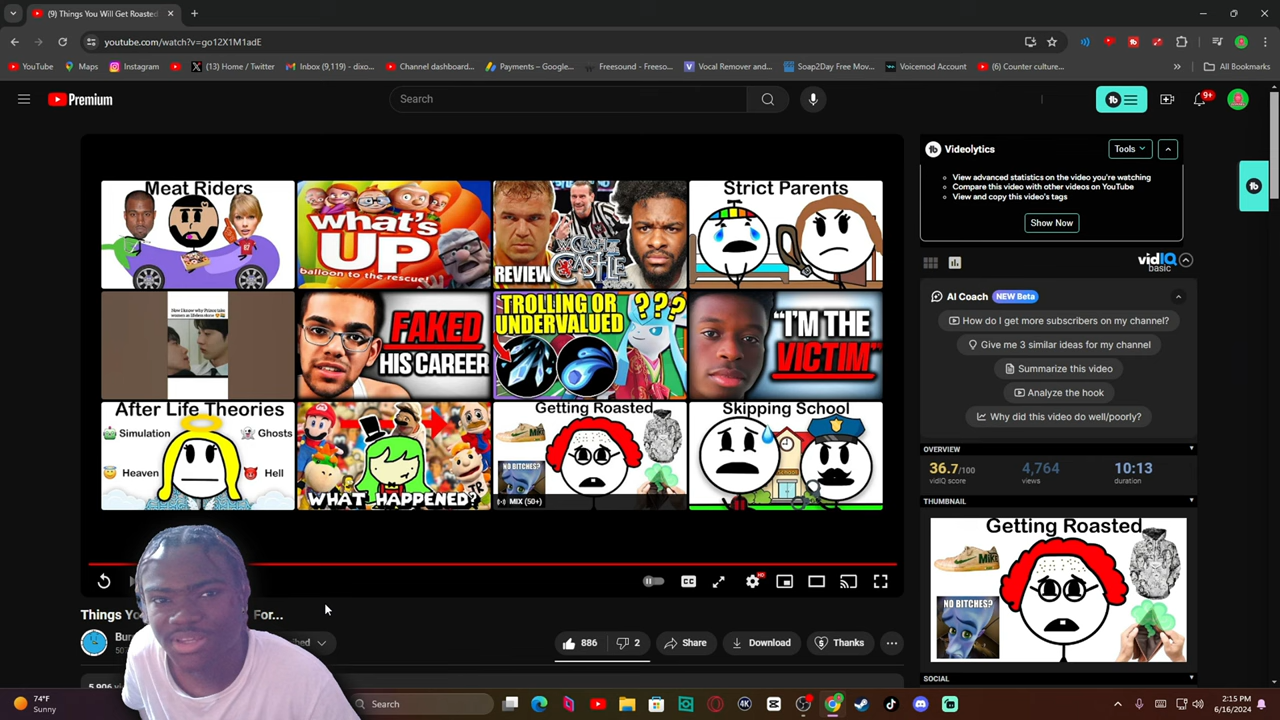 (9) Things You Will Get Roasted
youtube.com/watch?v=go12X1M1adE
YouTube
Maps
Instagram
(13) Home / Twitter
Inbox (9,119) - dixo...
Channel dashboard...
Payments – Google...
Freesound - Freeso...
Vocal Remover and...
Soap2Day Free Mov...
Voicemod Account
(6) Counter culture...
»
All Bookmarks
Premium
Search
9+
Videolytics
Tools
View advanced statistics on the video you're watching
Compare this video with other videos on YouTube
View and copy this video's tags
Show Now
vidIQ
basic
AI Coach NEW Beta
How do I get more subscribers on my channel?
Give me 3 similar ideas for my channel
Summarize this video
Analyze the hook
Why did this video do well/poorly?
OVERVIEW
36.7/100
4,764
10:13
vidIQ score
views
duration
THUMBNAIL
Getting Roasted
MIKE
NO BITCHES?
SOCIAL
Meat Riders
what's
UP
balloon to the rescue!
REVIEW
CLASH
CASTLE
Strict Parents
FAKED
HIS CAREER
TROLLING OR
UNDERVALUED
???
"I'M THE
VICTIM"
After Life Theories
Simulation
Ghosts
Heaven
Hell
WHAT HAPPENED?
Getting Roasted
NO BITCHES?
MIX (50+)
Skipping School
SCHOOL
CC
HD
Things Yo
For...
Bur
886
2
Share
Download
Thanks
74°F
Sunny
Search
2:15 PM
6/16/2024